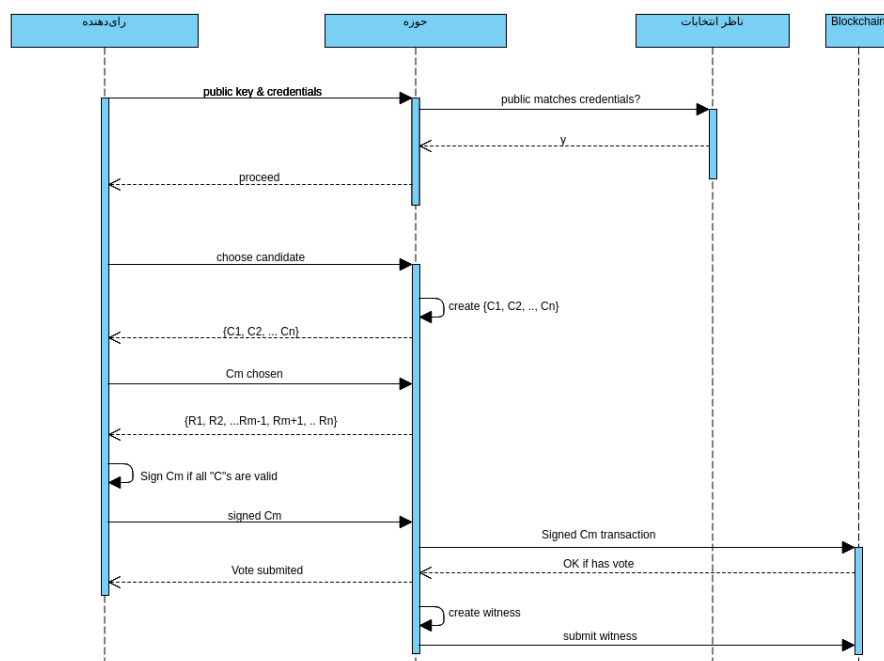 رای‌دهنده
حوزه
ناظر انتخابات
Blockchain
public key & credentials
public matches credentials?
y
proceed
choose candidate
create {C1, C2, .., Cn}
{C1, C2, ... Cn}
Cm chosen
{R1, R2, ...Rm-1, Rm+1, .. Rn}
Sign Cm if all "C"s are valid
signed Cm
Signed Cm transaction
OK if has vote
Vote submited
create witness
submit witness